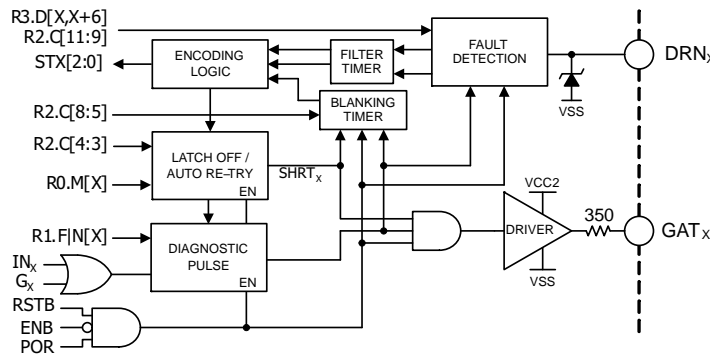 R3.D[X,X+6]
R2.C[11:9]
STX[2:0]
ENCODING
LOGIC
FILTER
TIMER
FAULT
DETECTION
DRNX
VSS
R2.C[8:5]
BLANKING
TIMER
R2.C[4:3]
LATCH OFF /
AUTO RE–TRY
EN
SHRTX
R0.M[X]
VCC2
DRIVER
VSS
350
GATX
R1.F|N[X]
DIAGNOSTIC
PULSE
EN
INX
GX
RSTB
ENB
POR